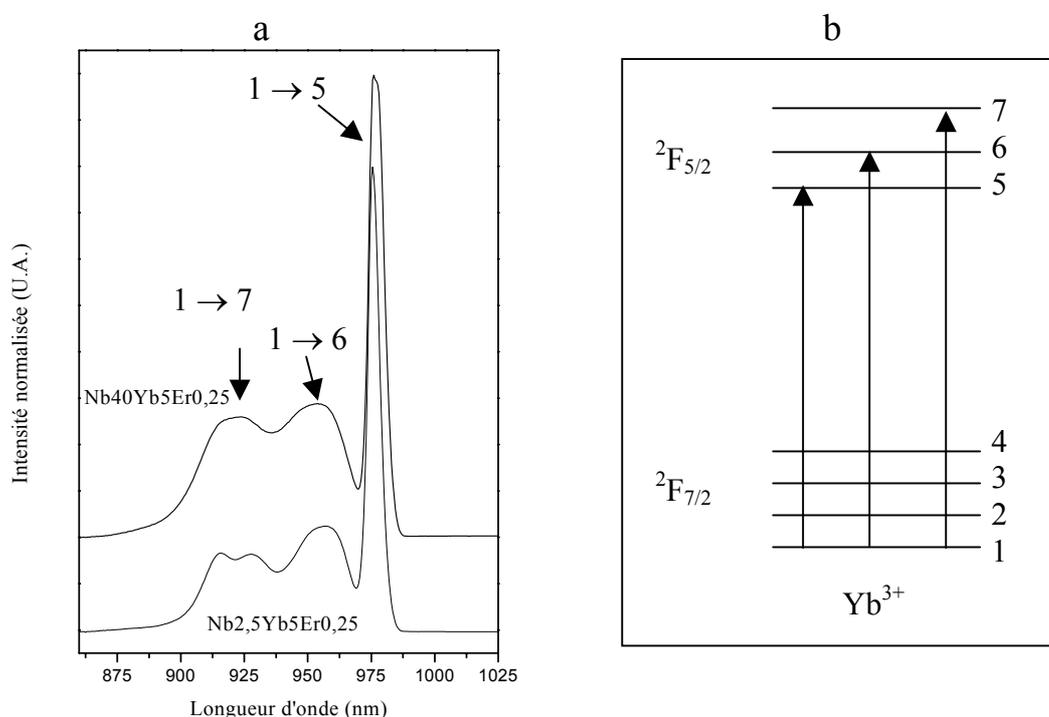 a
1 → 5
1 → 7
1 → 6
Nb40Yb5Er0,25
Nb2,5Yb5Er0,25
Intensité normalisée (U.A.)
875 900 925 950 975 1000 1025
Longueur d'onde (nm)
b
7
²F₅/₂
6
5
4
²F₇/₂
3
2
1
Yb³⁺